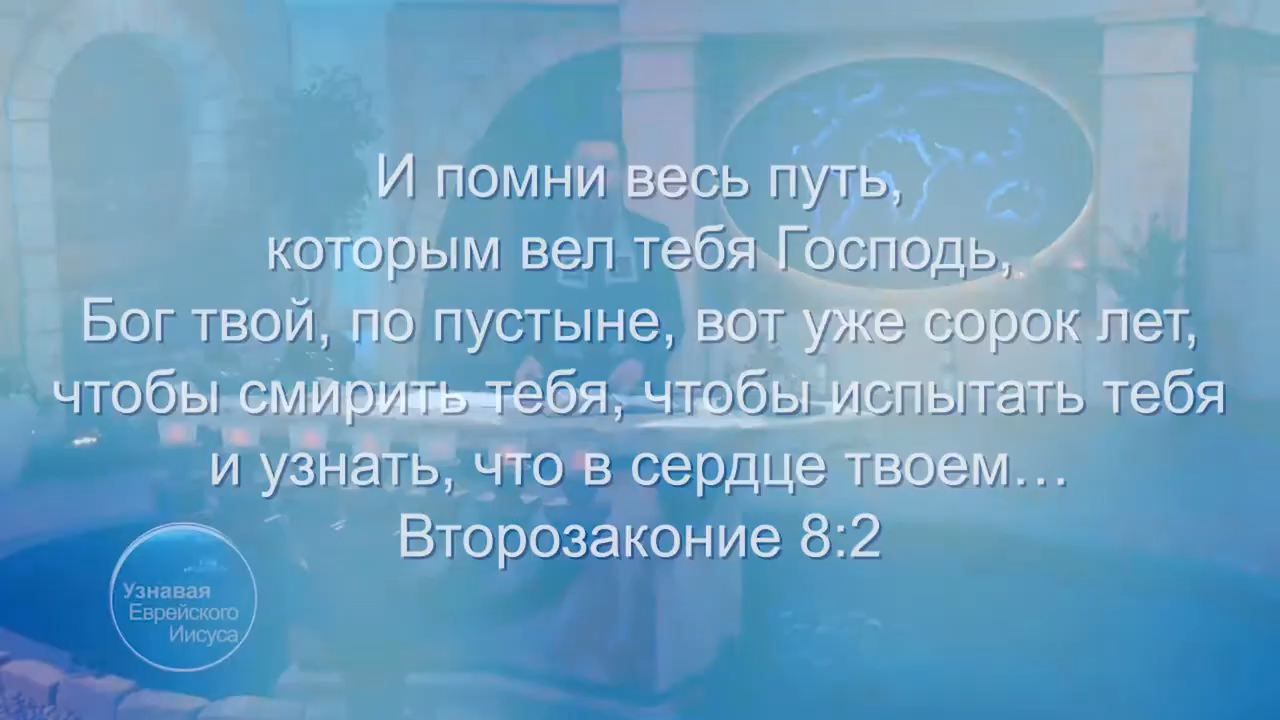 И помни весь путь,
которым вел тебя Господь,
Бог твой, по пустыне, вот уже сорок лет,
чтобы смирить тебя, чтобы испытать тебя
и узнать, что в сердце твоем...
Второзаконие 8:2
Узнавая
Еврейского
Иисуса